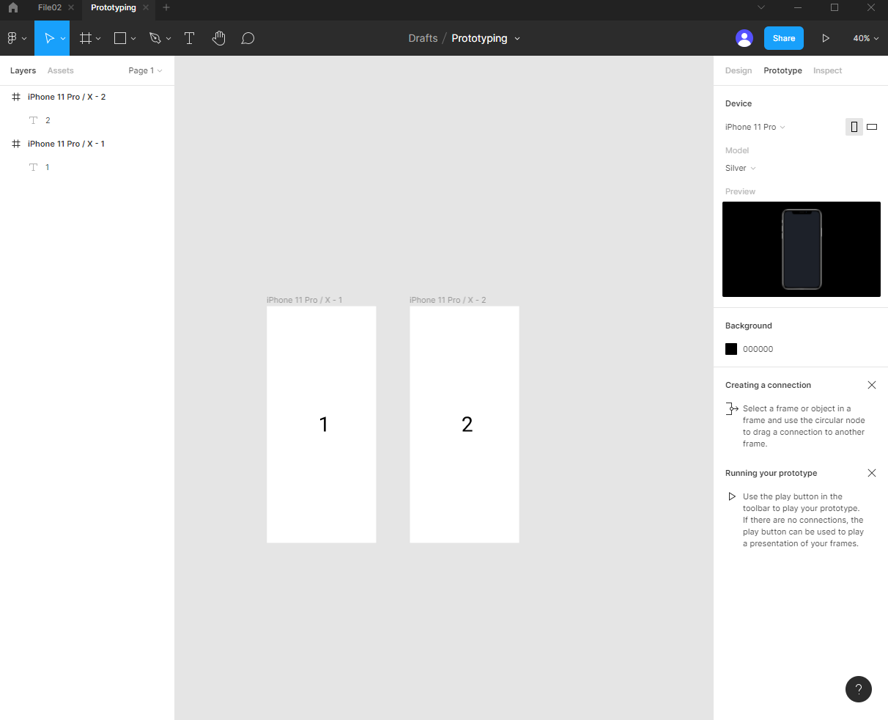 File02
Prototyping
Drafts / Prototyping
Share
40%
Layers
Assets
Page 1
iPhone 11 Pro / X - 2
2
iPhone 11 Pro / X - 1
1
iPhone 11 Pro / X - 1
iPhone 11 Pro / X - 2
1
2
Design
Prototype
Inspect
Device
iPhone 11 Pro
Model
Silver
Preview
Background
000000
Creating a connection
Select a frame or object in a
frame and use the circular node
to drag a connection to another
frame.
Running your prototype
Use the play button in the
toolbar to play your prototype.
If there are no connections, the
play button can be used to play
a presentation of your frames.
?